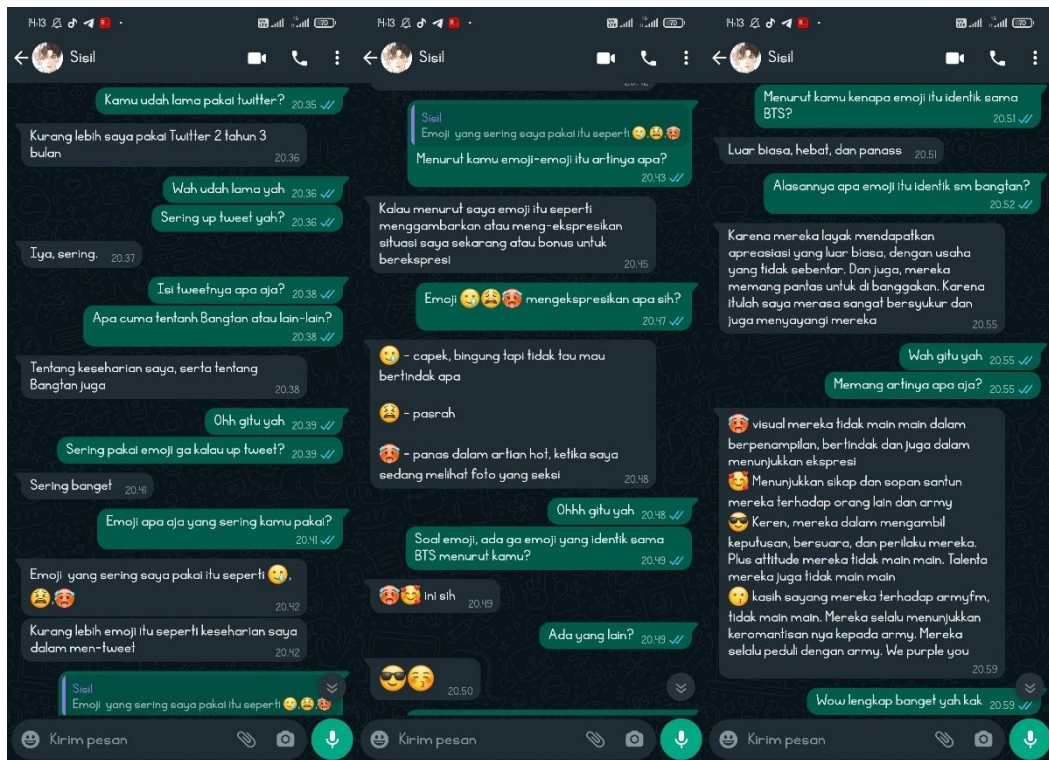 14:13
70
Sisil
Kamu udah lama pakai twitter? 20.35
Kurang lebih saya pakai Twitter 2 tahun 3
bulan 20.36
Wah udah lama yah 20.36
Sering up tweet yah? 20.36
Iya, sering. 20.37
Isi tweetnya apa aja? 20.38
Apa cuma tentanh Bangtan atau lain-lain?
20.38
Tentang keseharian saya, serta tentang
Bangtan juga 20.38
Ohh gitu yah 20.39
Sering pakai emoji ga kalau up tweet? 20.39
Sering banget 20.41
Emoji apa aja yang sering kamu pakai?
20.41
Emoji yang sering saya pakai itu seperti 🥲,
😫,🥵 20.42
Kurang lebih emoji itu seperti keseharian saya
dalam men-tweet 20.42
Sisil
Emoji yang sering saya pakai itu seperti 🥲,😫,🥵
Kirim pesan
14:13
70
Sisil
Sisil
Emoji yang sering saya pakai itu seperti 🥲,😫,🥵
Menurut kamu emoji-emoji itu artinya apa?
20.43
Kalau menurut saya emoji itu seperti
menggambarkan atau meng-ekspresikan
situasi saya sekarang atau bonus untuk
berekspresi 20.45
Emoji 🥲😫🥵 mengekspresikan apa sih?
20.47
🥲 - capek, bingung tapi tidak tau mau
bertindak apa
😫 - pasrah
🥵 - panas dalam artian hot, ketika saya
sedang melihat foto yang seksi 20.48
Ohhh gitu yah 20.48
Soal emoji, ada ga emoji yang identik sama
BTS menurut kamu? 20.49
🥵🥰 ini sih 20.49
Ada yang lain? 20.49
😎😚 20.50
Kirim pesan
14:13
70
Sisil
Menurut kamu kenapa emoji itu identik sama
BTS? 20.51
Luar biasa, hebat, dan panass 20.51
Alasannya apa emoji itu identik sm bangtan?
20.52
Karena mereka layak mendapatkan
apreasiasi yang luar biasa, dengan usaha
yang tidak sebentar. Dan juga, mereka
memang pantas untuk di banggakan. Karena
itulah saya merasa sangat bersyukur dan
juga menyayangi mereka 20.55
Wah gitu yah 20.55
Memang artinya apa aja? 20.55
🥵 visual mereka tidak main main dalam
berpenampilan, bertindak dan juga dalam
menunjukkan ekspresi
🥰 Menunjukkan sikap dan sopan santun
mereka terhadap orang lain dan army
😎 Keren, mereka dalam mengambil
keputusan, bersuara, dan perilaku mereka.
Plus attitude mereka tidak main main. Talenta
mereka juga tidak main main
😚 kasih sayang mereka terhadap armyfm,
tidak main main. Mereka selalu menunjukkan
keromantisan nya kepada army. Mereka
selalu peduli dengan army. We purple you
20.59
Wow lengkap banget yah kak 20.59
Kirim pesan